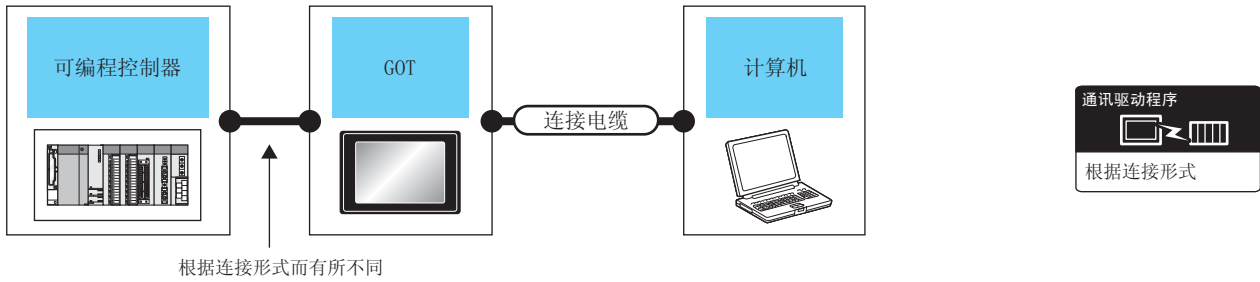 可编程控制器
GOT
计算机
连接电缆
根据连接形式而有所不同
通讯驱动程序
根据连接形式